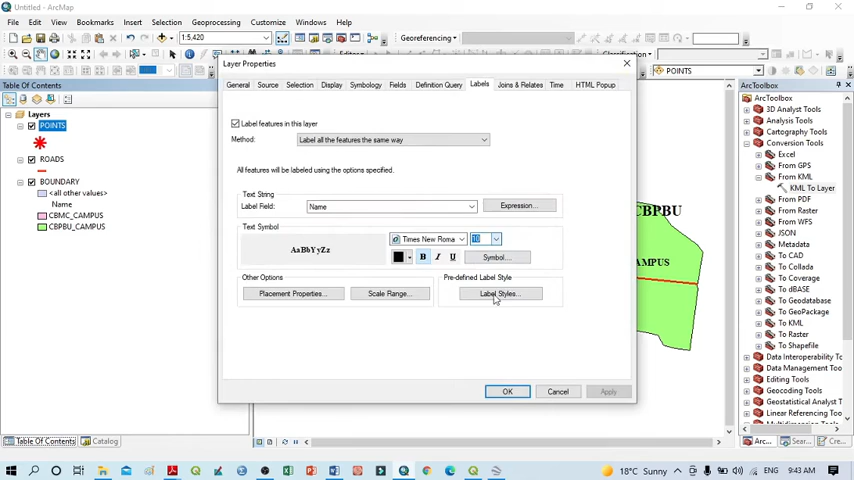 Untitled - ArcMap
File Edit View Bookmarks Insert Selection Geoprocessing Customize Windows Help
1:5,420
Georeferencing
POINTS
Table Of Contents
Layers
POINTS
ROADS
BOUNDARY
<all other values>
Name
CBMC_CAMPUS
CBPBU_CAMPUS
Table Of Contents
Catalog
Layer Properties
General Source Selection Display Symbology Fields Definition Query Labels Joins & Relates Time HTML Popup
Label features in this layer
Method: Label all the features the same way
All features will be labeled using the options specified.
Text String
Label Field: Name Expression...
Text Symbol
AaBbYyZz
Times New Roma 10
B I U Symbol...
Other Options
Placement Properties... Scale Range...
Pre-defined Label Style
Label Styles...
OK Cancel Apply
CBPBU
AMPUS
ArcToolbox
ArcToolbox
3D Analyst Tools
Analysis Tools
Cartography Tools
Conversion Tools
Excel
From GPS
From KML
KML To Layer
From PDF
From Raster
From WFS
JSON
Metadata
To CAD
To Collada
To Coverage
To dBASE
To Geodatabase
To GeoPackage
To KML
To Raster
To Shapefile
Data Interoperability To
Data Management Too
Editing Tools
Geocoding Tools
Geostatistical Analyst T
Linear Referencing Too
Arc... Sear... Cre...
18°C Sunny
ENG
9:43 AM